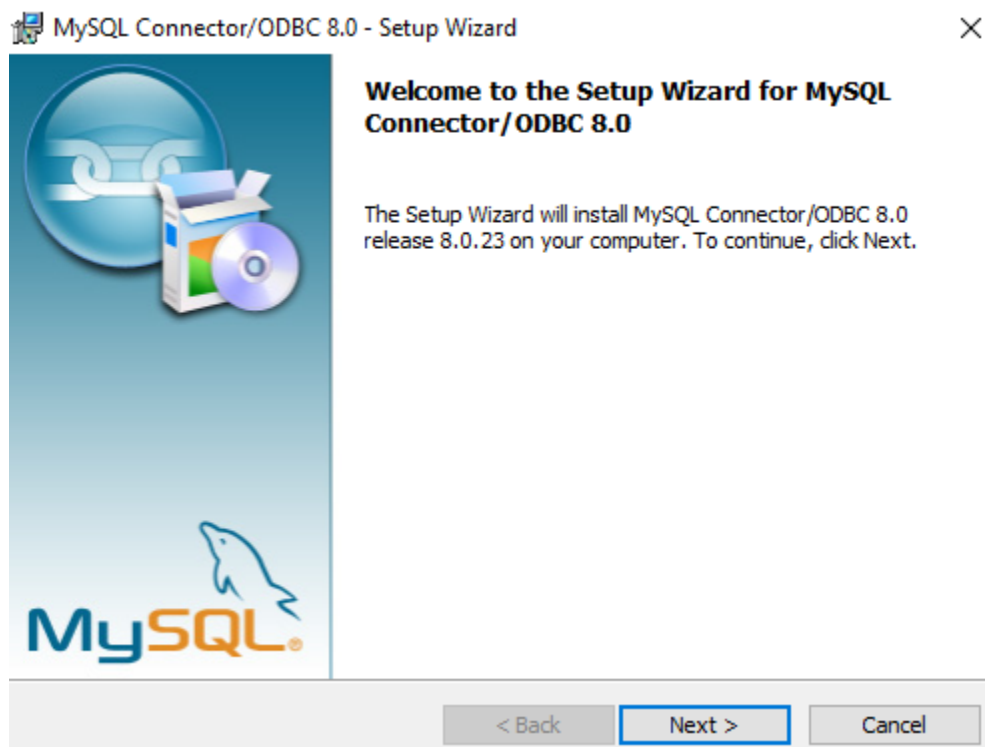 MySQL Connector/ODBC 8.0 - Setup Wizard
Welcome to the Setup Wizard for MySQL
Connector/ODBC 8.0
The Setup Wizard will install MySQL Connector/ODBC 8.0
release 8.0.23 on your computer. To continue, click Next.
MySQL®
< Back Next > Cancel